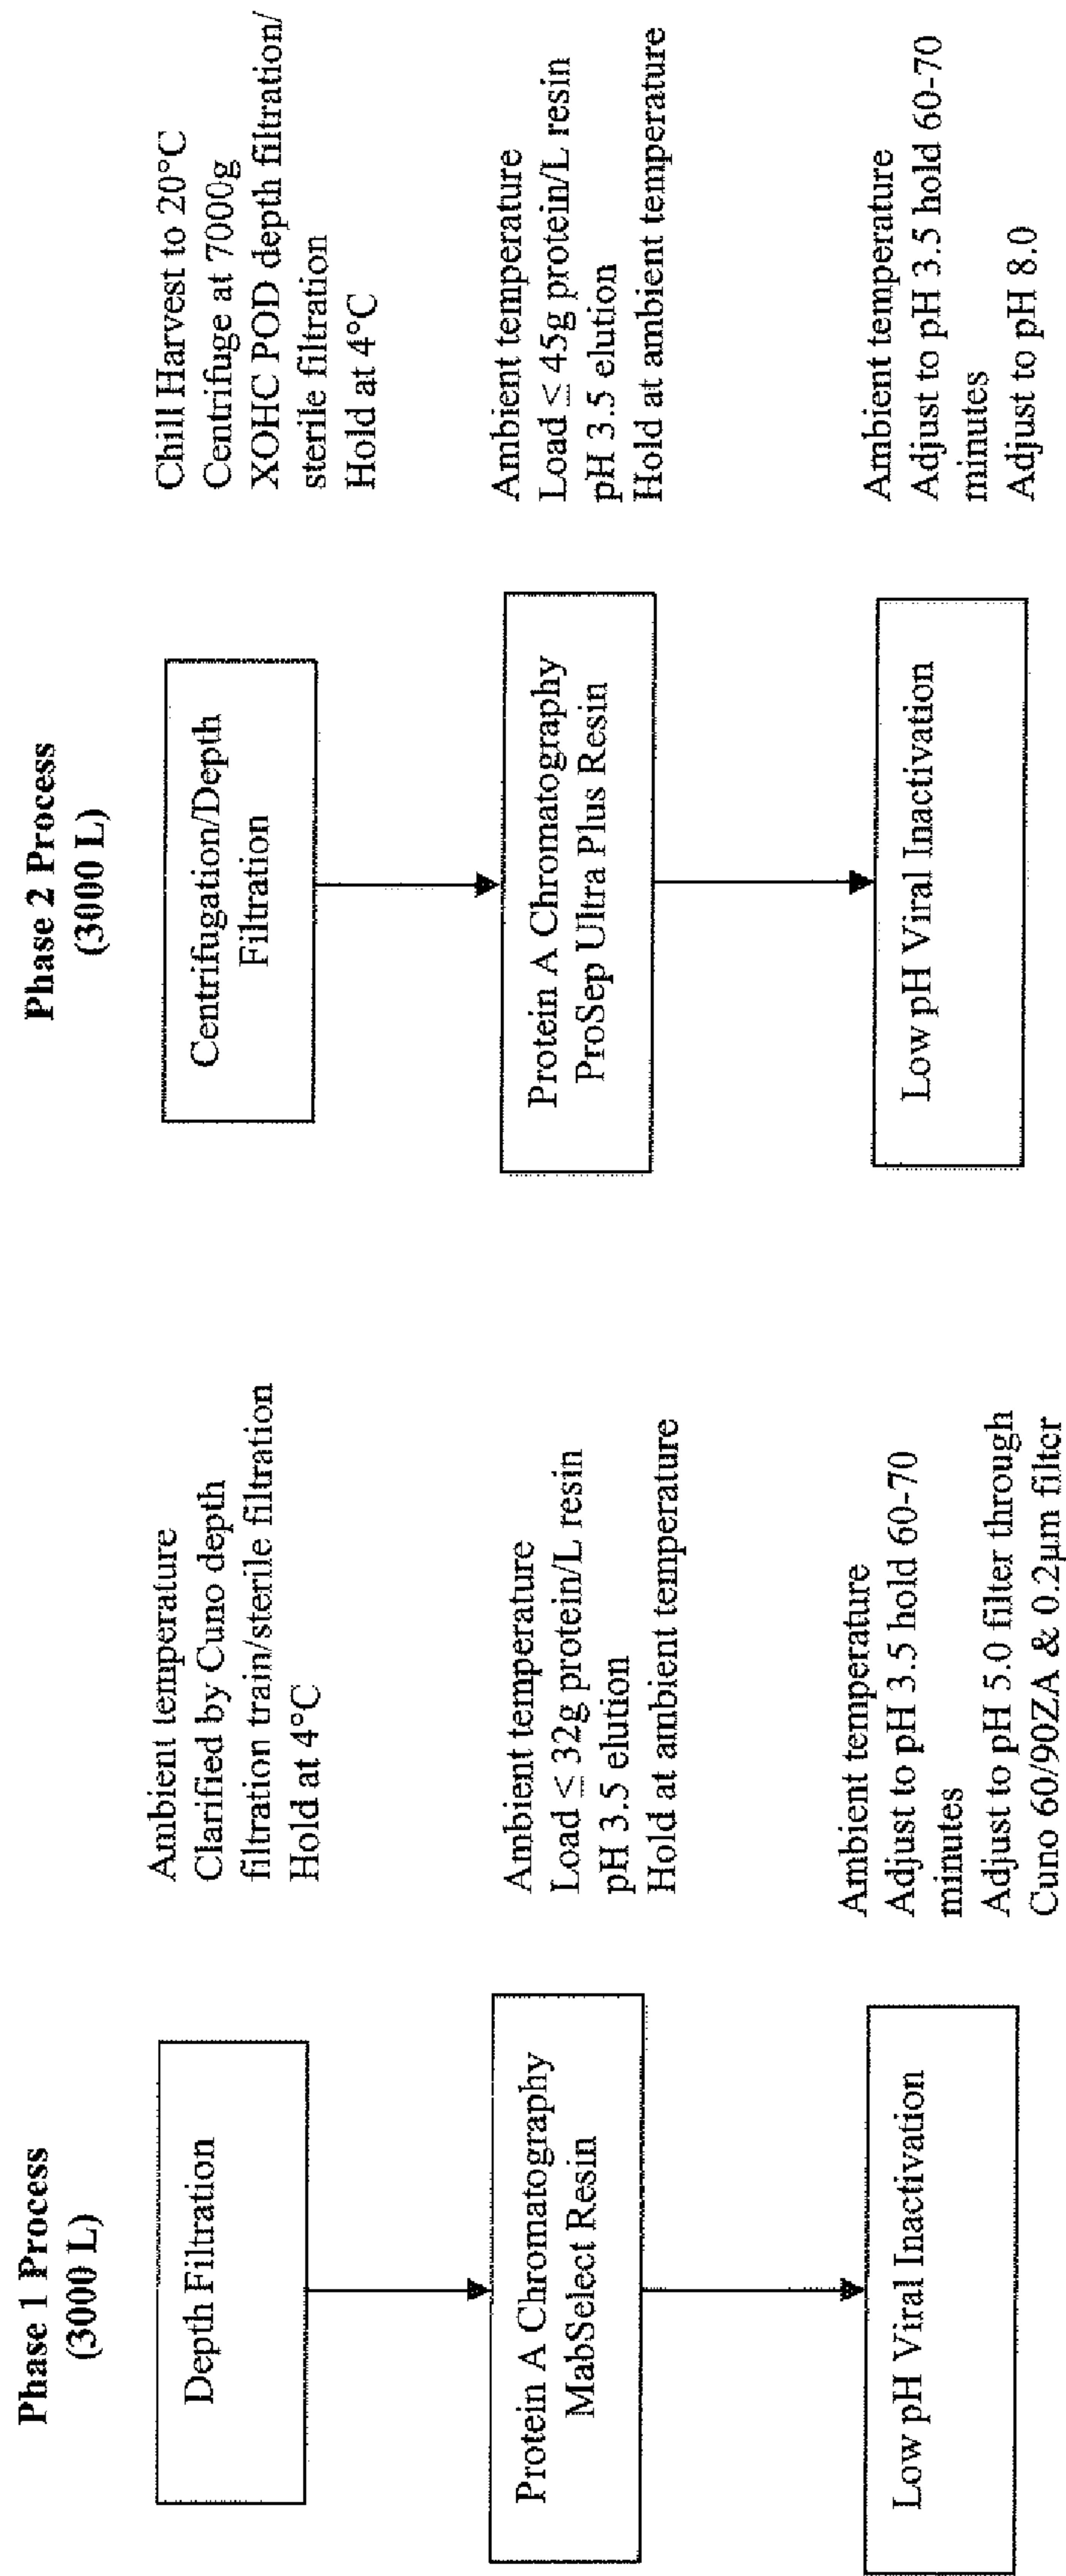 Phase 1 Process
(3000 L)
Depth Filtration
Ambient temperature
Clarified by Cuno depth
filtration train/sterile filtration
Hold at 4°C
Protein A Chromatography
MabSelect Resin
Ambient temperature
Load ≤ 32g protein/L resin
pH 3.5 elution
Hold at ambient temperature
Low pH Viral Inactivation
Ambient temperature
Adjust to pH 3.5 hold 60-70
minutes
Adjust to pH 5.0 filter through
Cuno 60/90ZA & 0.2µm filter
Phase 2 Process
(3000 L)
Centrifugation/Depth
Filtration
Chill Harvest to 20°C
Centrifuge at 7000g
XOHC POD depth filtration/
sterile filtration
Hold at 4°C
Protein A Chromatography
ProSep Ultra Plus Resin
Ambient temperature
Load ≤ 45g protein/L resin
pH 3.5 elution
Hold at ambient temperature
Low pH Viral Inactivation
Ambient temperature
Adjust to pH 3.5 hold 60-70
minutes
Adjust to pH 8.0